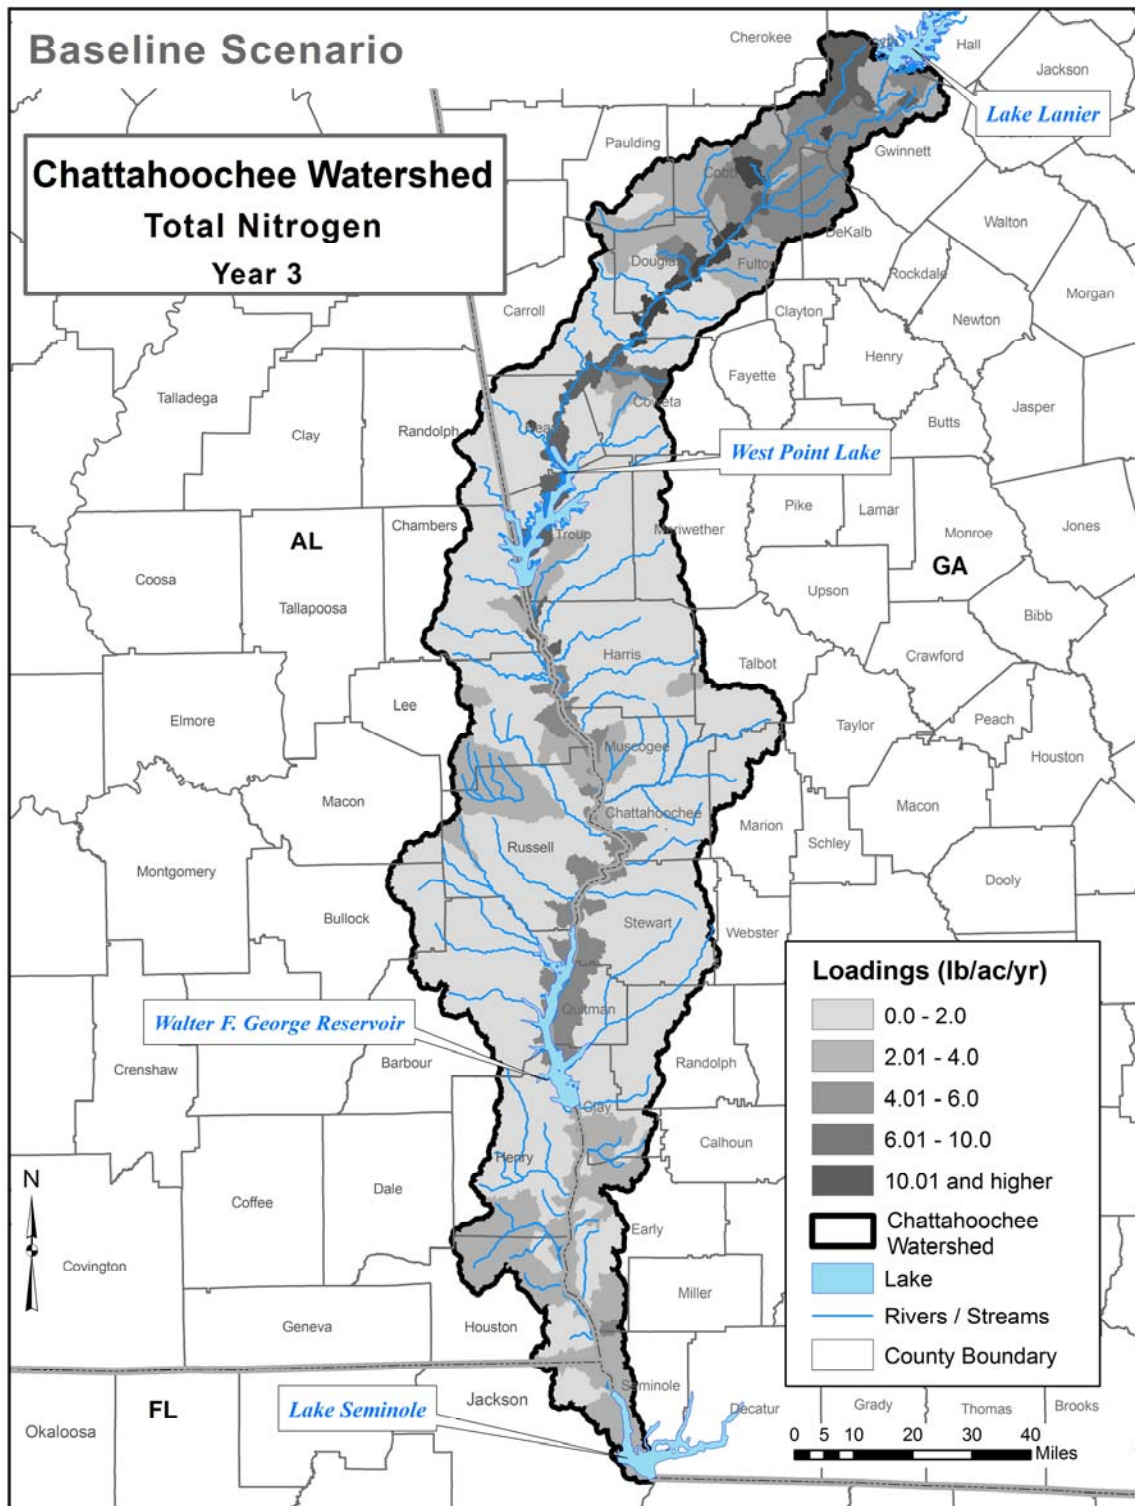 Baseline Scenario
Chattahoochee Watershed
Total Nitrogen
Year 3
Cherokee
Hall
Jackson
Lake Lanier
Paulding
Gwinnett
Cobb
Walton
DeKalb
Douglas
Fulton
Rockdale
Morgan
Carroll
Clayton
Newton
Henry
Fayette
Talladega
Coweta
Jasper
Butts
Clay
Randolph
Hea
West Point Lake
Pike
Lamar
Chambers
Troup
Meriwether
Monroe
Jones
AL
GA
Coosa
Upson
Tallapoosa
Bibb
Harris
Crawford
Talbot
Lee
Elmore
Taylor
Peach
Muscogee
Houston
Macon
Macon
Chattahoochee
Marion
Schley
Russell
Montgomery
Dooly
Bullock
Stewart
Webster
Loadings (lb/ac/yr)
0.0 - 2.0
2.01 - 4.0
4.01 - 6.0
6.01 - 10.0
10.01 and higher
Chattahoochee
Watershed
Lake
Rivers / Streams
County Boundary
Quitman
Walter F. George Reservoir
Barbour
Randolph
Crenshaw
Clay
Calhoun
Henry
N
Coffee
Dale
Early
Covington
Miller
Geneva
Houston
Seminole
Jackson
Decatur
Grady
Thomas
Brooks
FL
Lake Seminole
Okaloosa
0 5 10 20 30 40
Miles